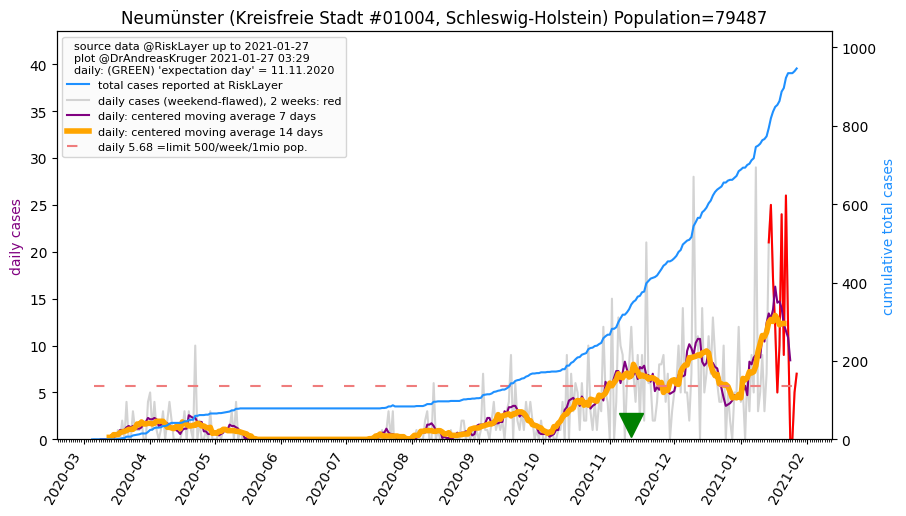 Neumünster (Kreisfreie Stadt #01004, Schleswig-Holstein) Population=79487
source data @RiskLayer up to 2021-01-27
plot @DrAndreasKruger 2021-01-27 03:29
daily: (GREEN) 'expectation day' = 11.11.2020
total cases reported at RiskLayer
daily cases (weekend-flawed), 2 weeks: red
daily: centered moving average 7 days
daily: centered moving average 14 days
daily 5.68 =limit 500/week/1mio pop.
daily cases
40
35
30
25
20
15
10
5
0
cumulative total cases
1000
800
600
400
200
0
2020-03
2020-04
2020-05
2020-06
2020-07
2020-08
2020-09
2020-10
2020-11
2020-12
2021-01
2021-02